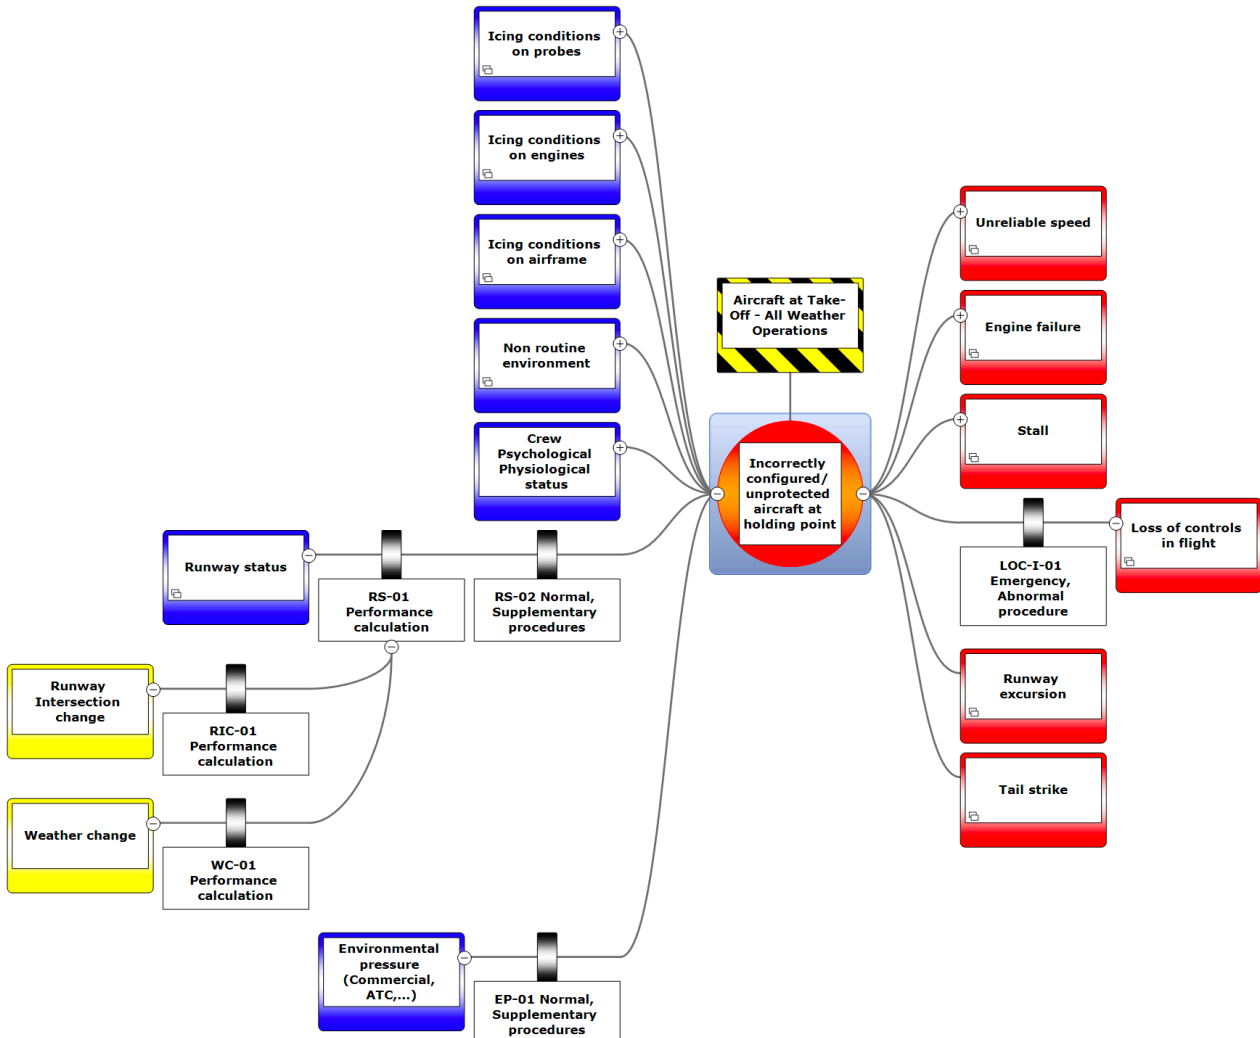 Icing conditions
on probes
Icing conditions
on engines
Icing conditions
on airframe
Non routine
environment
Crew
Psychological
Physiological
status
Runway status
RS-01
Performance
calculation
RS-02 Normal,
Supplementary
procedures
Runway
Intersection
change
RIC-01
Performance
calculation
Weather change
WC-01
Performance
calculation
Environmental
pressure
(Commercial,
ATC,...)
EP-01 Normal,
Supplementary
procedures
Aircraft at Take-
Off - All Weather
Operations
Incorrectly
configured/
unprotected
aircraft at
holding point
Unreliable speed
Engine failure
Stall
LOC-I-01
Emergency,
Abnormal
procedure
Loss of controls
in flight
Runway
excursion
Tail strike